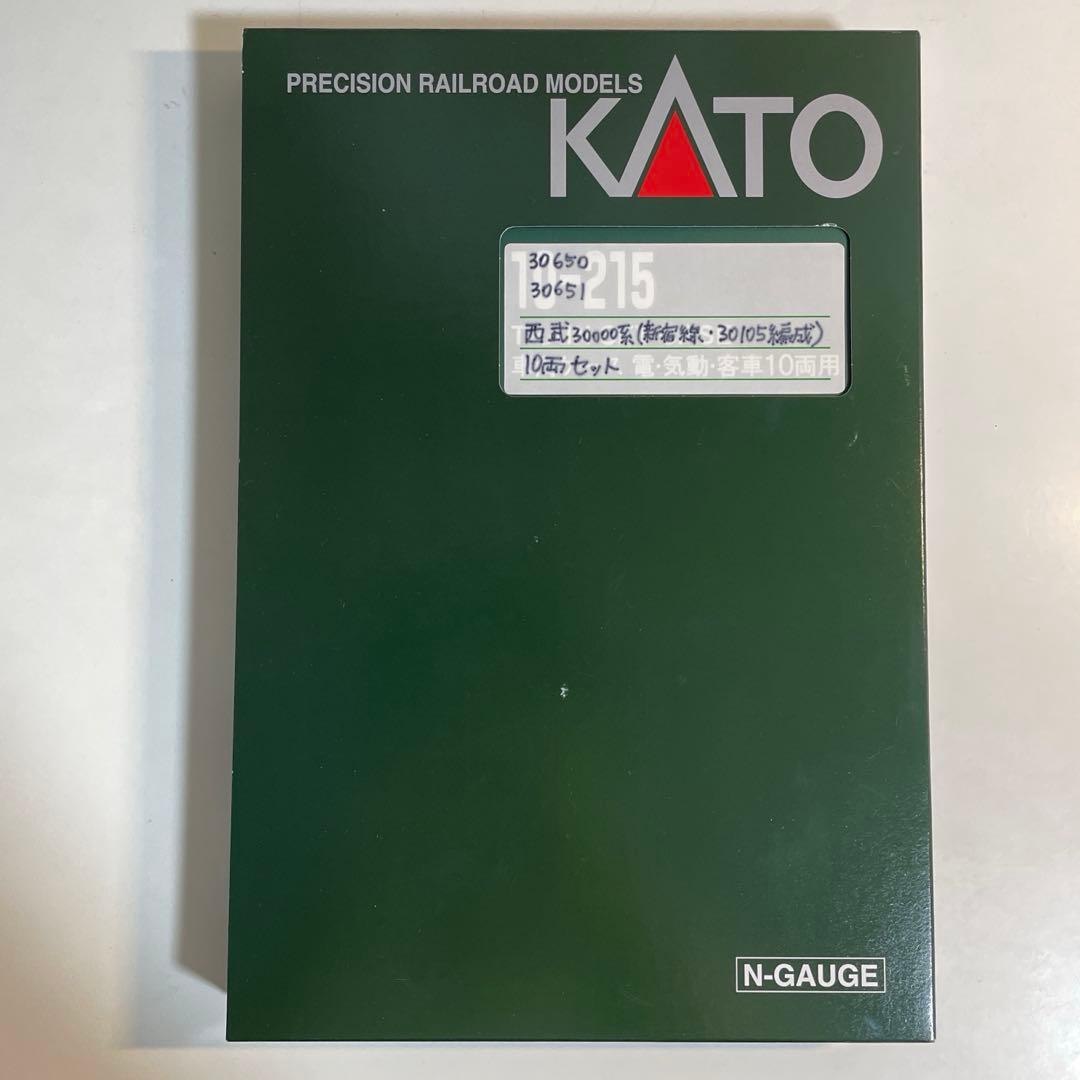 PRECISION RAILROAD MODELS
KATO
30650
30651
10-215
西武30000系(新宿線・30105編成)
10両セット
電・気動・客車10両用
N-GAUGE